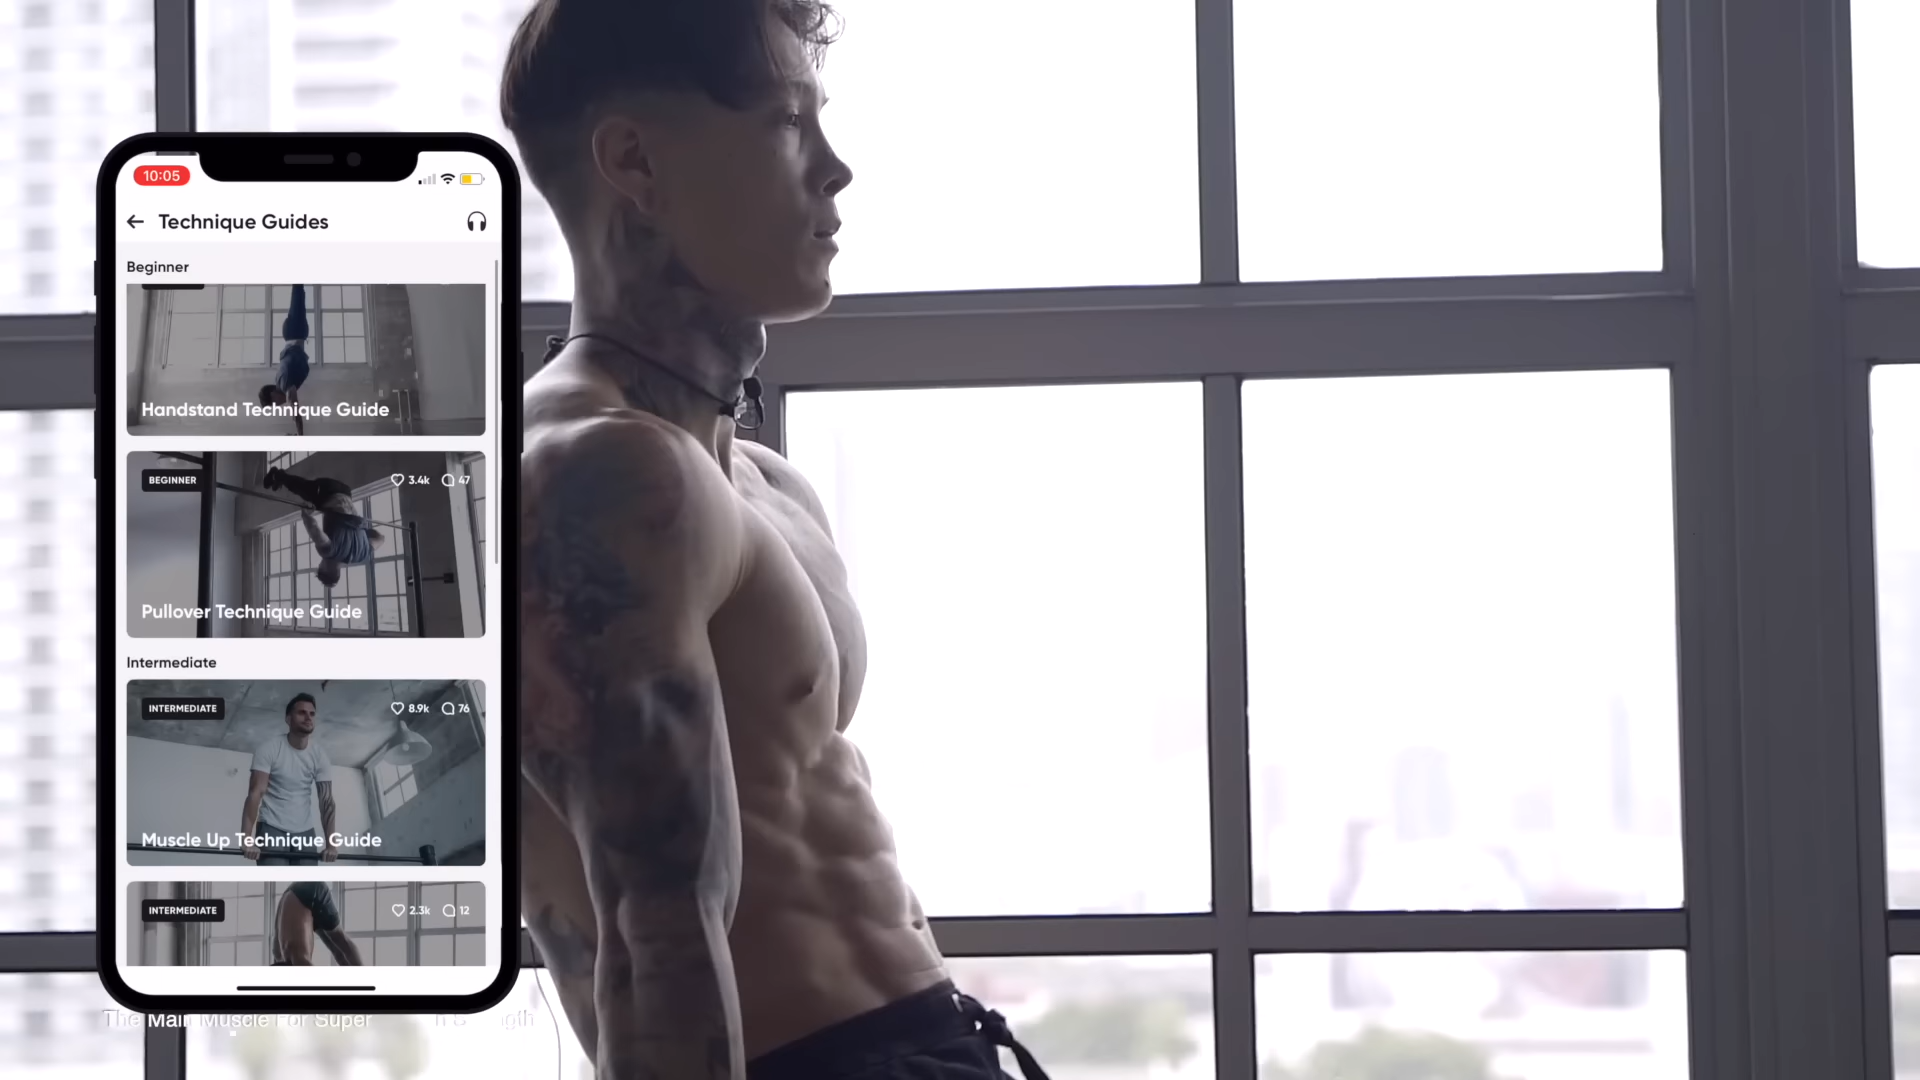 10:05
Technique Guides
Beginner
Handstand Technique Guide
BEGINNER 3.4k 47
Pullover Technique Guide
Intermediate
INTERMEDIATE 8.9k 76
Muscle Up Technique Guide
INTERMEDIATE 2.3k 12
The Main Muscle For Super